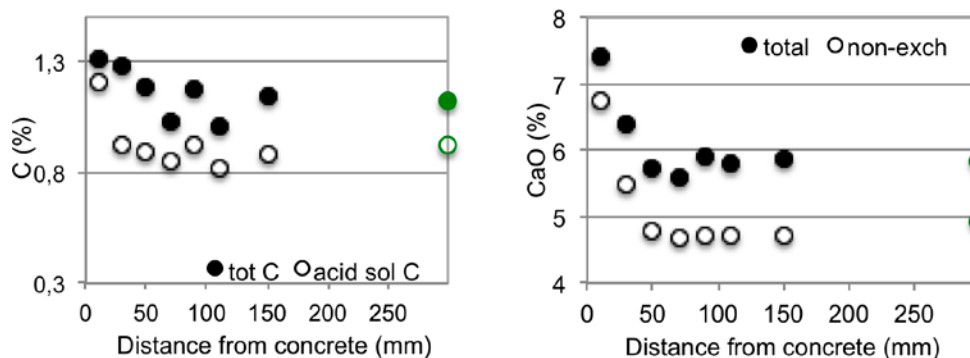 1,3
0,8
0,3
C (%)
tot C acid sol C
0 50 100 150 200 250
Distance from concrete (mm)
8
7
6
5
4
CaO (%)
total non-exch
0 50 100 150 200 250
Distance from concrete (mm)